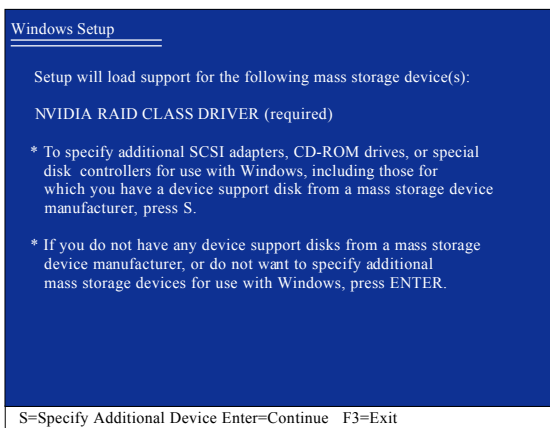 Windows Setup
Setup will load support for the following mass storage device(s):
NVIDIA RAID CLASS DRIVER (required)
* To specify additional SCSI adapters, CD-ROM drives, or special
disk controllers for use with Windows, including those for
which you have a device support disk from a mass storage device
manufacturer, press S.
* If you do not have any device support disks from a mass storage
device manufacturer, or do not want to specify additional
mass storage devices for use with Windows, press ENTER.
S=Specify Additional Device Enter=Continue F3=Exit